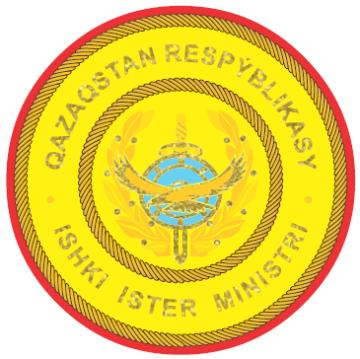 QAZAQSTAN RESPÝBLIKASY
ISHKI ISTER MINISTRI